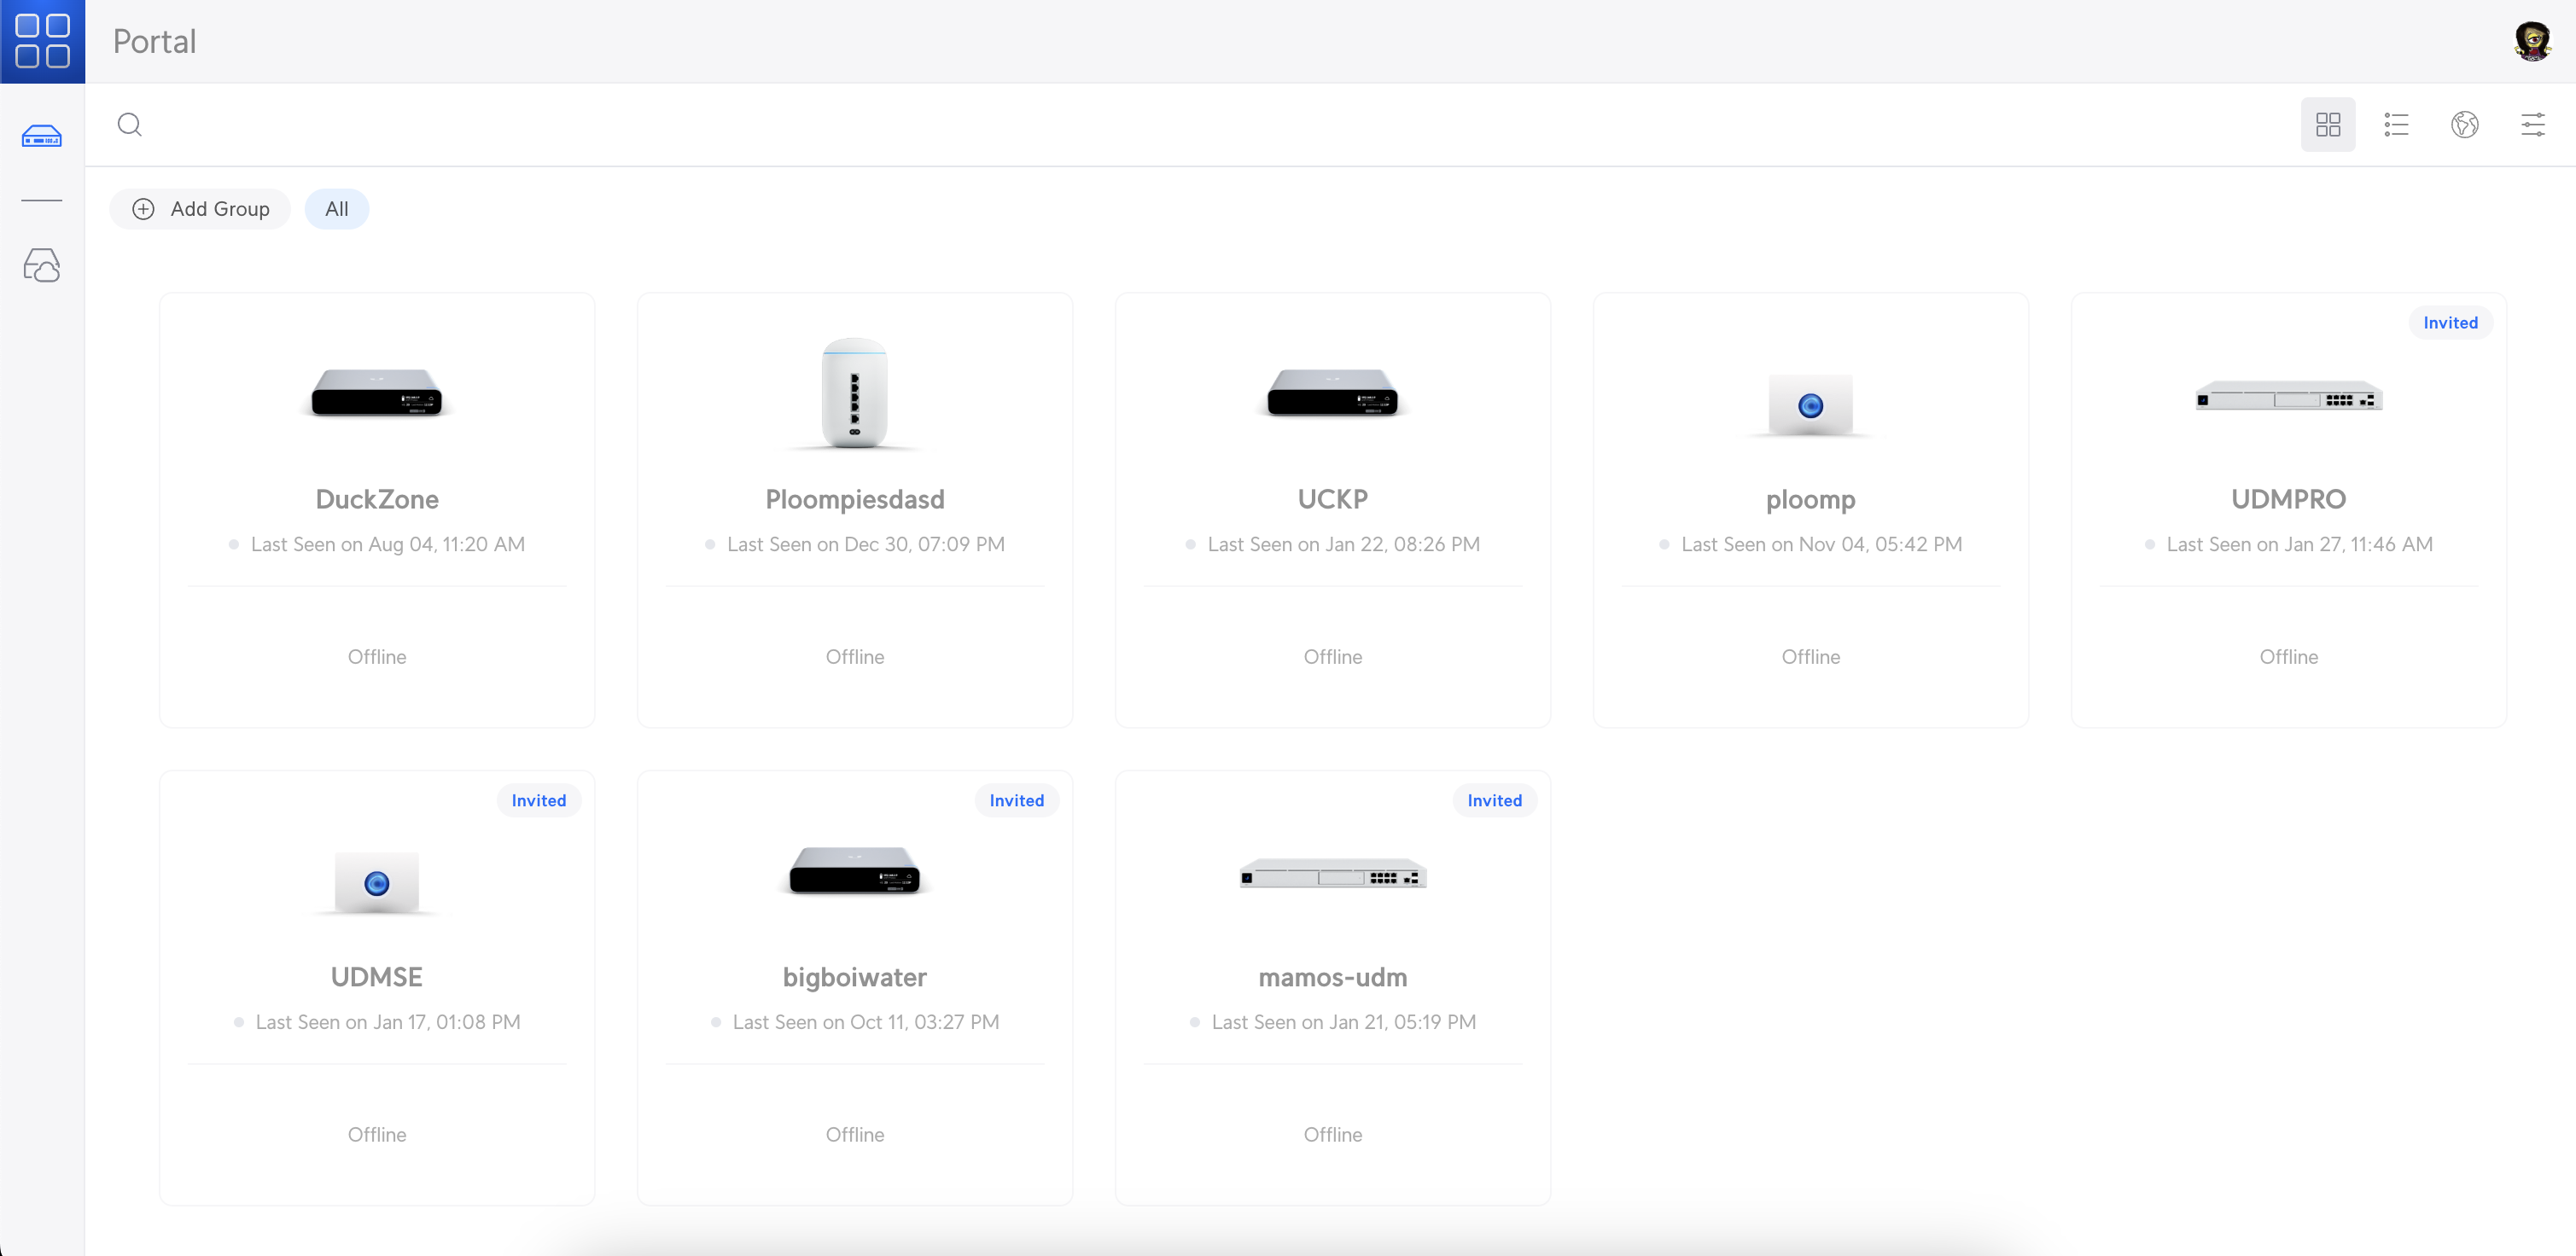 Portal
Add Group
All
DuckZone
Last Seen on Aug 04, 11:20 AM
Offline
Ploompiesdasd
Last Seen on Dec 30, 07:09 PM
Offline
UCKP
Last Seen on Jan 22, 08:26 PM
Offline
ploomp
Last Seen on Nov 04, 05:42 PM
Offline
Invited
UDMPRO
Last Seen on Jan 27, 11:46 AM
Offline
Invited
UDMSE
Last Seen on Jan 17, 01:08 PM
Offline
Invited
bigboiwater
Last Seen on Oct 11, 03:27 PM
Offline
Invited
mamos-udm
Last Seen on Jan 21, 05:19 PM
Offline